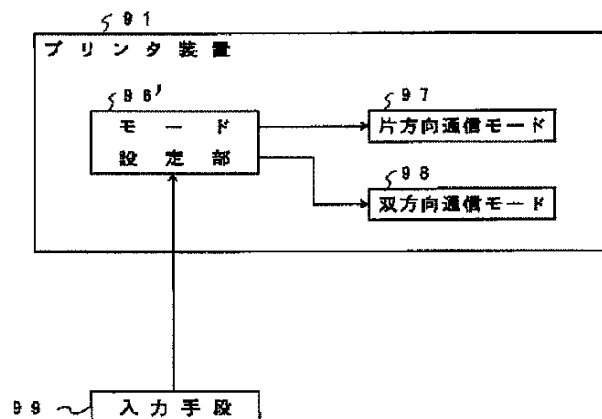 91
プリンタ装置
96'
モード
設定部
97
片方向通信モード
98
双方向通信モード
99
入力手段